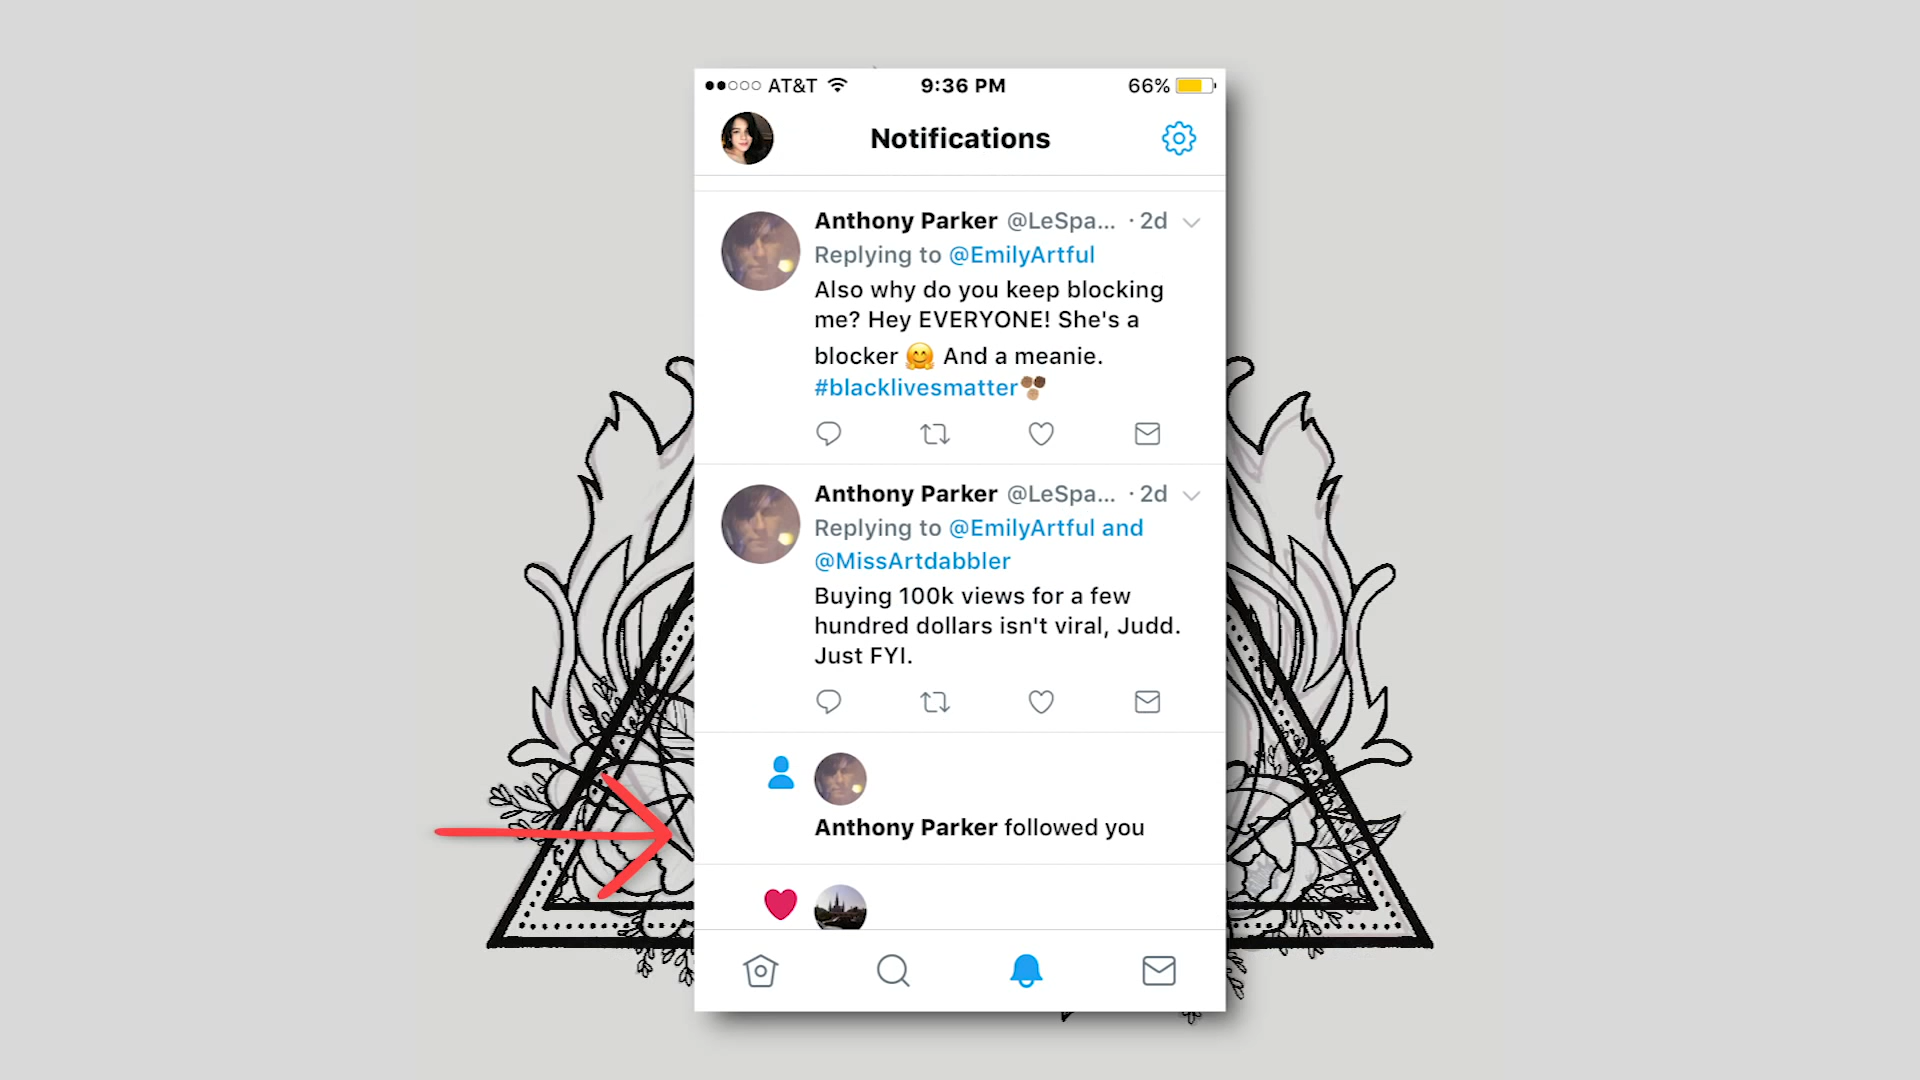 AT&T 9:36 PM 66%
Notifications
Anthony Parker @LeSpa... · 2d
Replying to @EmilyArtful
Also why do you keep blocking
me? Hey EVERYONE! She's a
blocker 🤗 And a meanie.
#blacklivesmatter
Anthony Parker @LeSpa... · 2d
Replying to @EmilyArtful and
@MissArtdabbler
Buying 100k views for a few
hundred dollars isn't viral, Judd.
Just FYI.
Anthony Parker followed you